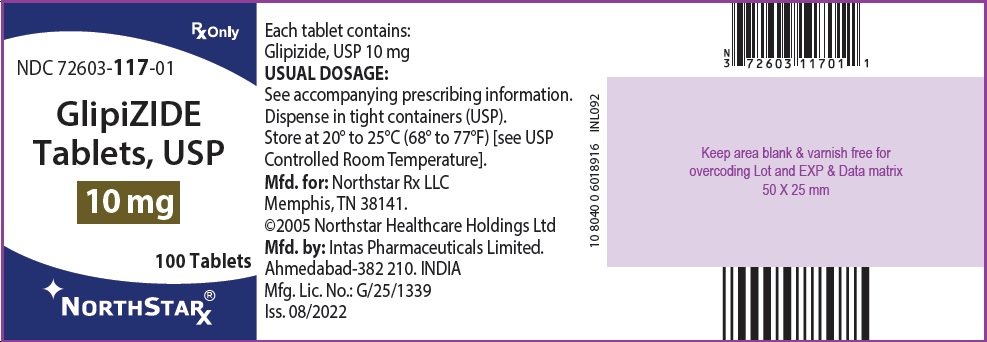 Rx Only
NDC 72603-117-01
GlipiZIDE
Tablets, USP
10 mg
100 Tablets
NORTHSTARx®
Each tablet contains:
Glipizide, USP 10 mg
USUAL DOSAGE:
See accompanying prescribing information.
Dispense in tight containers (USP).
Store at 20° to 25°C (68° to 77°F) [see USP
Controlled Room Temperature].
Mfd. for: Northstar Rx LLC
Memphis, TN 38141.
©2005 Northstar Healthcare Holdings Ltd
Mfd. by: Intas Pharmaceuticals Limited.
Ahmedabad-382 210. INDIA
Mfg. Lic. No.: G/25/1339
Iss. 08/2022
10 8040 0 6018916 INL092
N
3 72603 11701 1
Keep area blank & varnish free for
overcoding Lot and EXP & Data matrix
50 X 25 mm